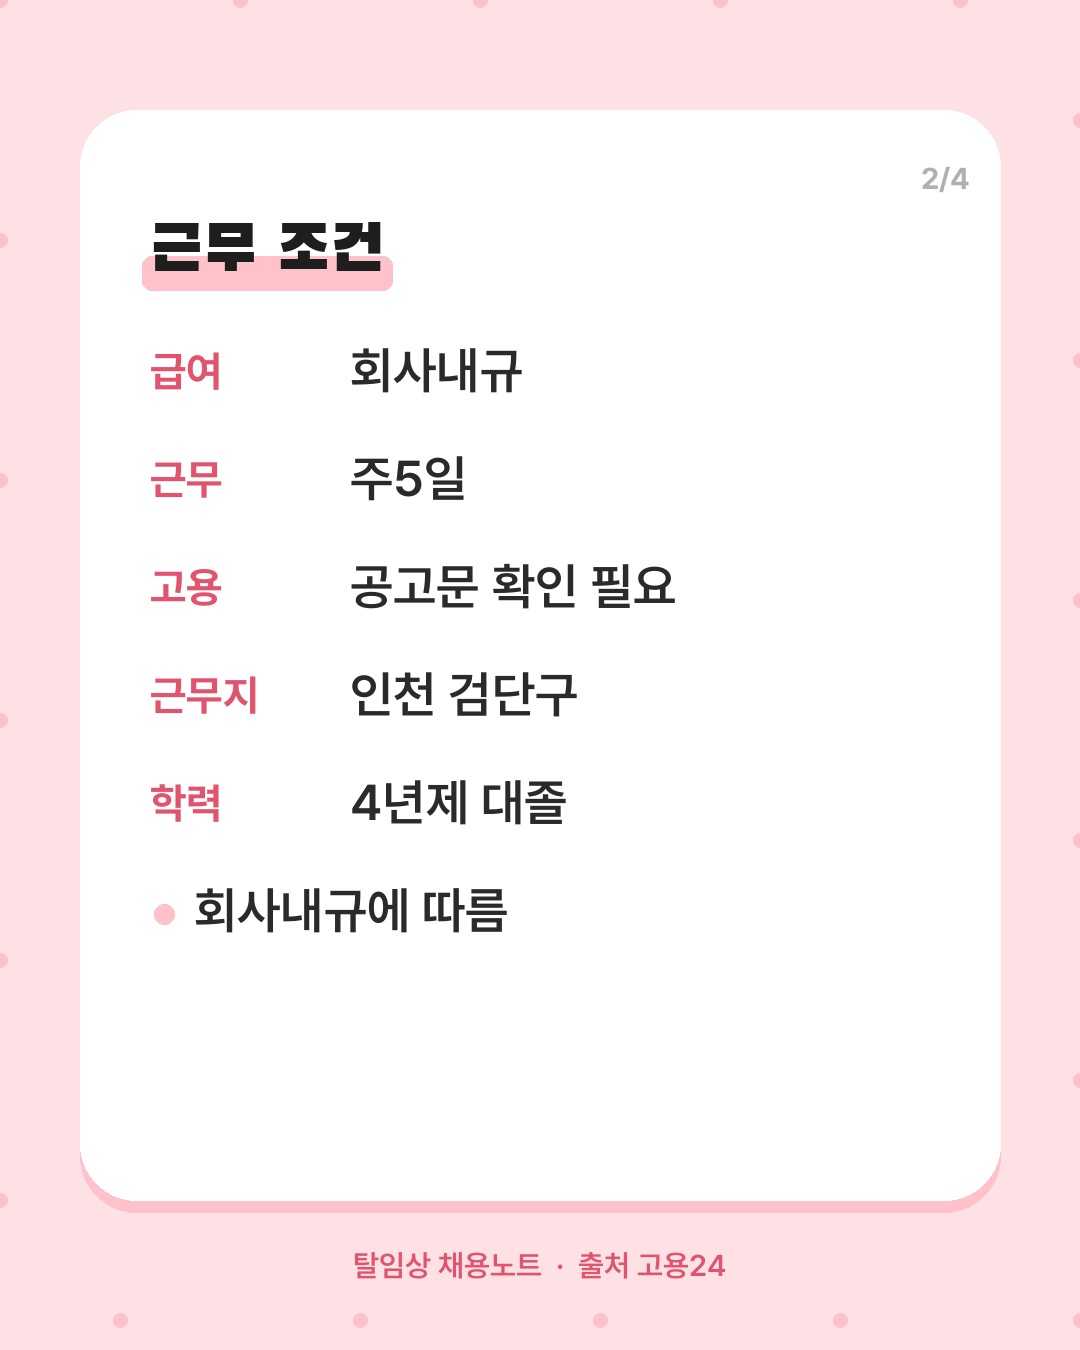 2/4
근무 조건
급여 회사내규
근무 주5일
고용 공고문 확인 필요
근무지 인천 검단구
학력 4년제 대졸
회사내규에 따름
탈임상 채용노트 · 출처 고용24